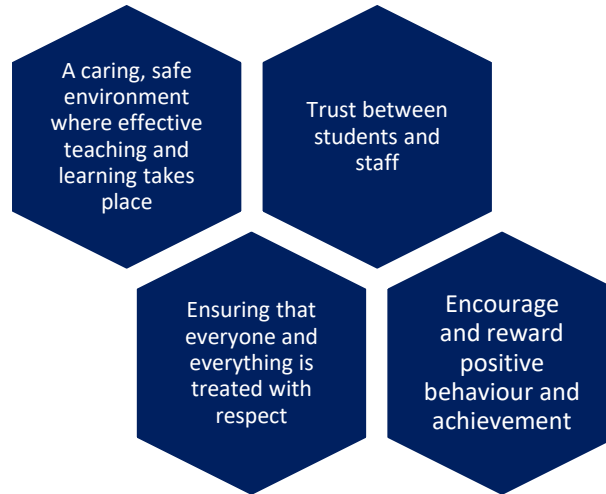 A caring, safe
environment
where effective
teaching and
learning takes
place
Trust between
students and
staff
Ensuring that
everyone and
everything is
treated with
respect
Encourage
and reward
positive
behaviour and
achievement